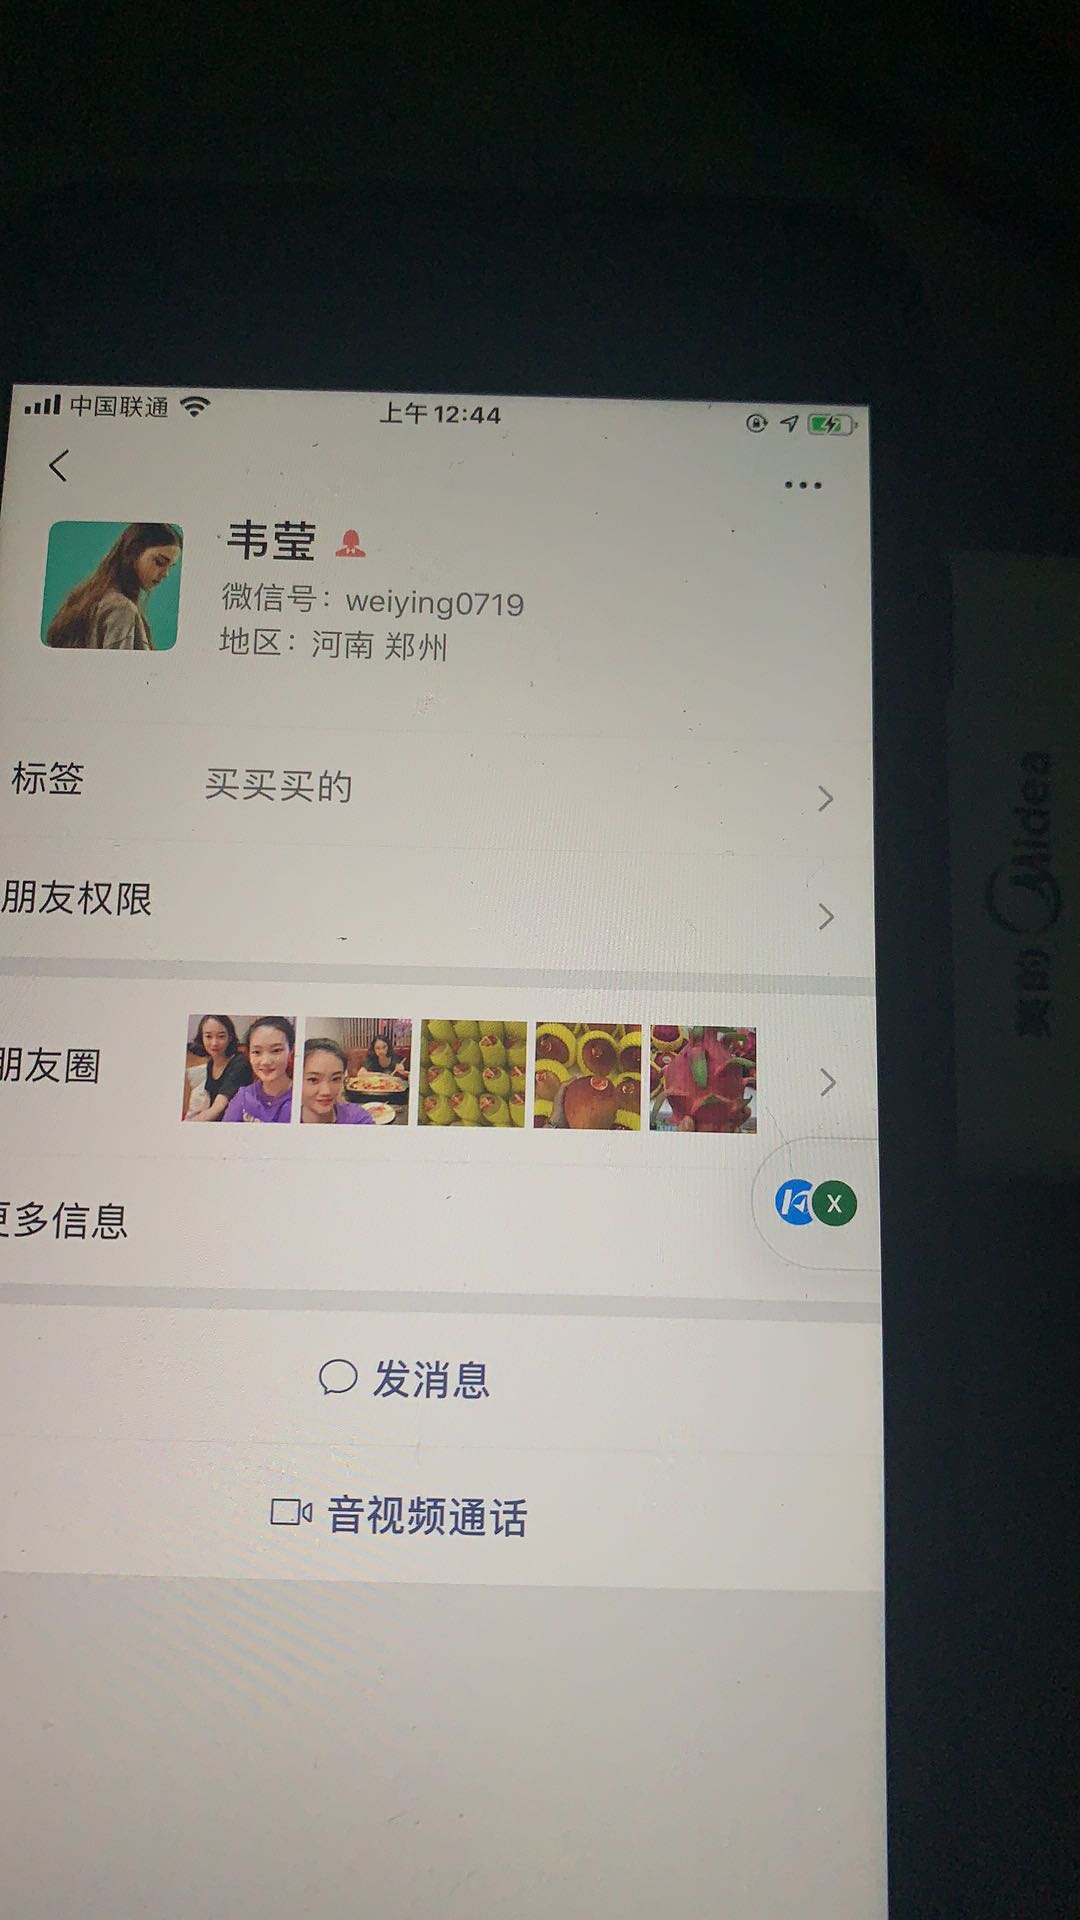 中国联通
上午12:44
韦莹
微信号：weiying0719
地区：河南 郑州
标签 买买买的
朋友权限
朋友圈
更多信息
X
发消息
音视频通话
美的 Midea